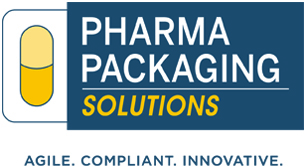 PHARMA
PACKAGING
SOLUTIONS
AGILE. COMPLIANT. INNOVATIVE.